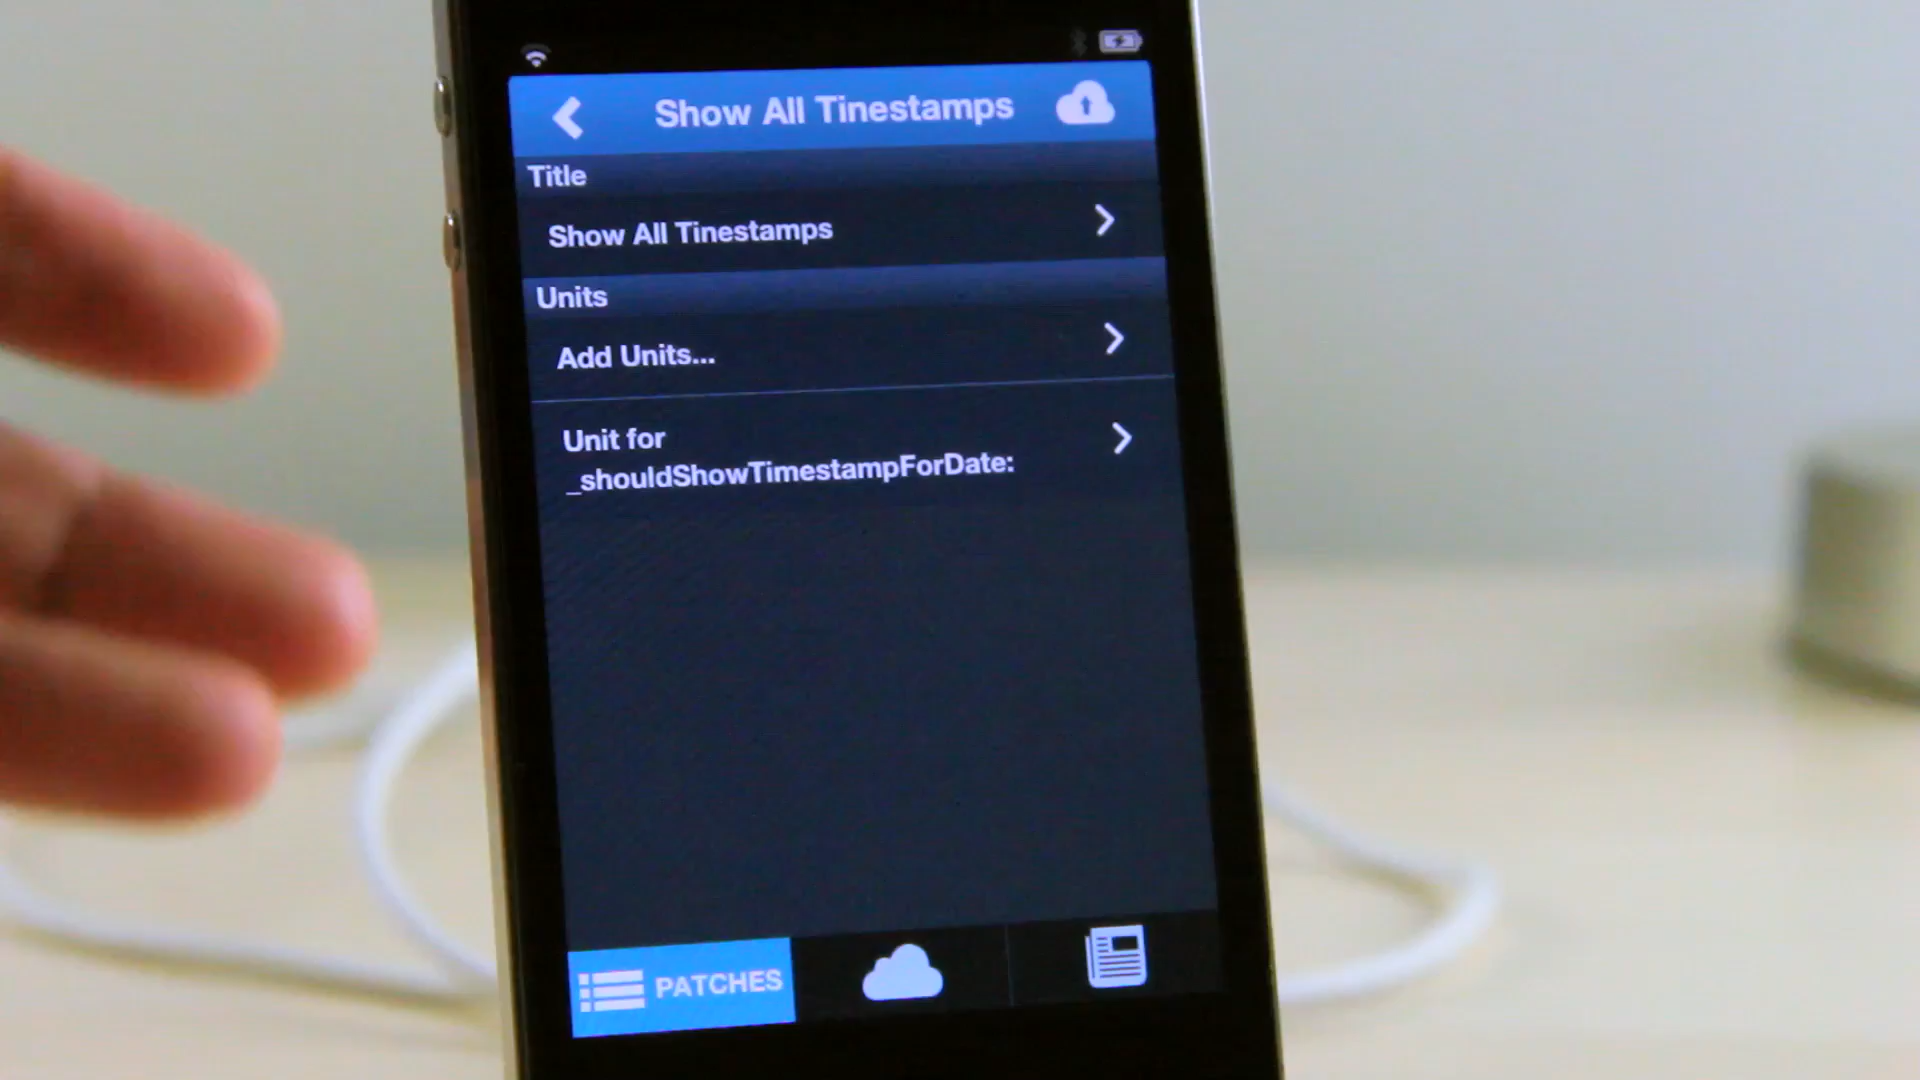 Show All Tinestamps
Title
Show All Tinestamps
Units
Add Units...
Unit for
_shouldShowTimestampForDate:
PATCHES